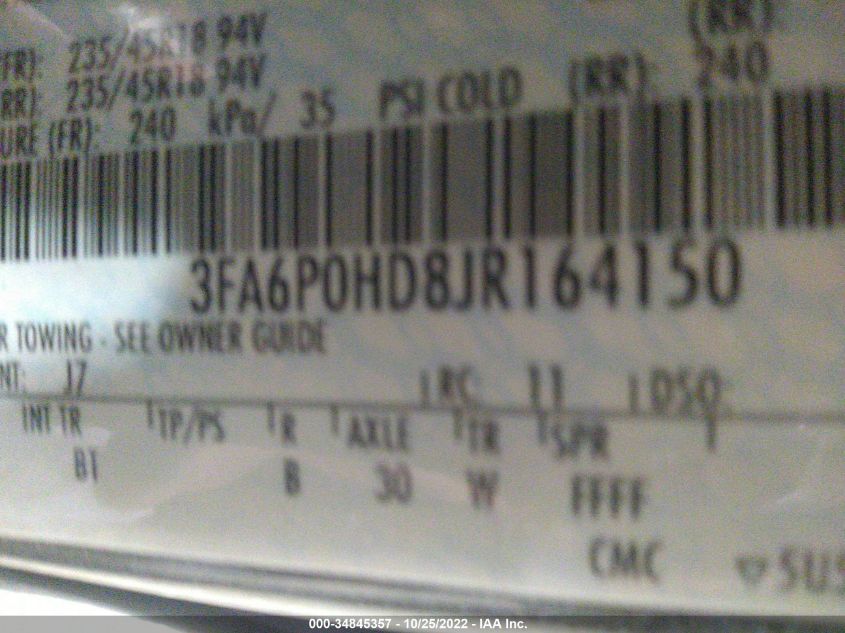 (RR)
(FR): 235/45R18 94V
(RR): 235/45R18 94V
URE (FR): 240 kPa/ 35 PSI COLD (RR): 240
3FA6P0HD8JR164150
R TOWING - SEE OWNER GUIDE
NT: J7 RC: 11 DSO:
INT TR TP/PS R AXLE TR SPR
B1 B 30 W FFFF
CMC ▽ SUS
000-34845357 - 10/25/2022 - IAA Inc.